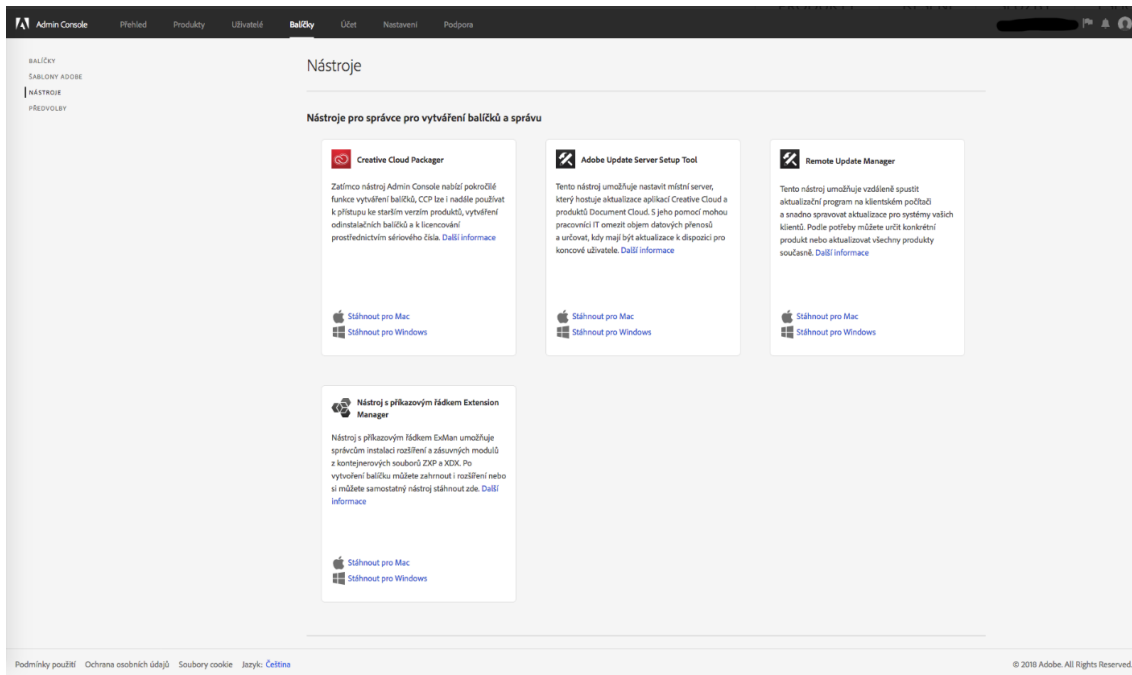 Admin Console Přehled Produkty Uživatelé Balíčky Účet Nastavení Podpora
BALÍČKY
ŠABLONY ADOBE
NÁSTROJE
PŘEDVOLBY
Nástroje
Nástroje pro správce pro vytváření balíčků a správu
Creative Cloud Packager
Zatímco nástroj Admin Console nabízí pokročilé
funkce vytváření balíčků, CCP lze i nadále používat
k přístupu ke starším verzím produktů, vytváření
odinstalačních balíčků a k licencování
prostřednictvím sériového čísla. Další informace
Stáhnout pro Mac
Stáhnout pro Windows
Adobe Update Server Setup Tool
Tento nástroj umožňuje nastavit místní server,
který hostuje aktualizace aplikací Creative Cloud a
produktů Document Cloud. S jeho pomocí mohou
pracovníci IT omezit objem datových přenosů
a určovat, kdy mají být aktualizace k dispozici pro
koncové uživatele. Další informace
Stáhnout pro Mac
Stáhnout pro Windows
Remote Update Manager
Tento nástroj umožňuje vzdáleně spustit
aktualizační program na klientském počítači
a snadno spravovat aktualizace pro systémy vašich
klientů. Podle potřeby můžete určit konkrétní
produkt nebo aktualizovat všechny produkty
současně. Další informace
Stáhnout pro Mac
Stáhnout pro Windows
Nástroj s příkazovým řádkem Extension
Manager
Nástroj s příkazovým řádkem ExMan umožňuje
správcům instalaci rozšíření a zásuvných modulů
z kontejnerových souborů ZXP a XDX. Po
vytvoření balíčku můžete zahrnout i rozšíření nebo
si můžete samostatný nástroj stáhnout zde. Další
informace
Stáhnout pro Mac
Stáhnout pro Windows
Podmínky použití Ochrana osobních údajů Soubory cookie Jazyk: Čeština
© 2018 Adobe. All Rights Reserved.